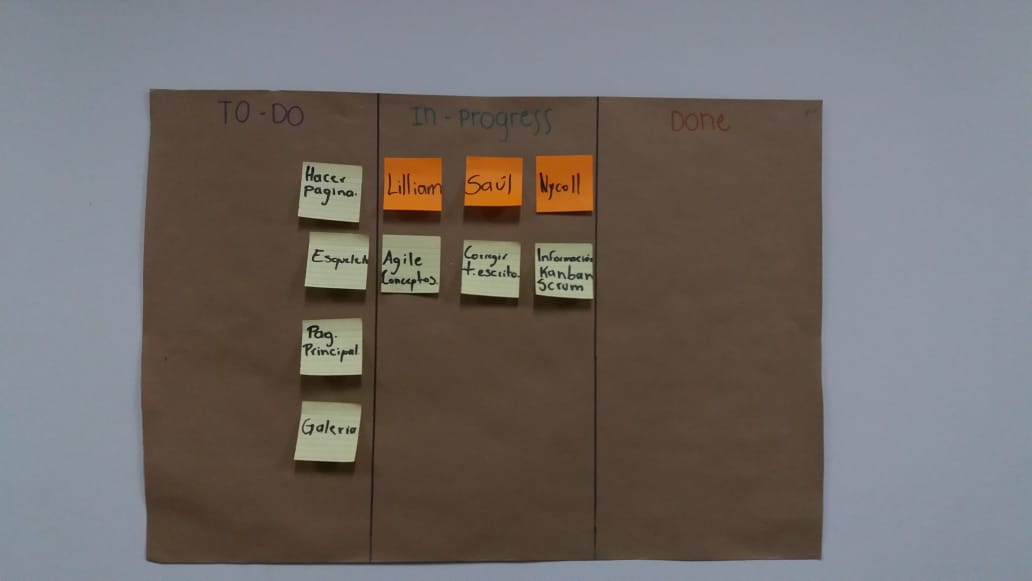 TO-DO
In-progress
Done
Hacer
pagina.
Lilliam
Saúl
Nycoll
Esquelet
Agile
Conceptos.
Corregir
t.escrito.
Información
Kanban
Scrum
Pag.
Principal.
Galeria